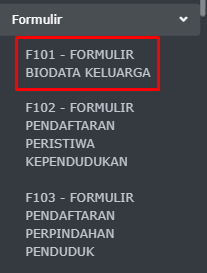 Formulir
F101 - FORMULIR
BIODATA KELUARGA
F102 - FORMULIR
PENDAFTARAN
PERISTIWA
KEPENDUDUKAN
F103 - FORMULIR
PENDAFTARAN
PERPINDAHAN
PENDUDUK